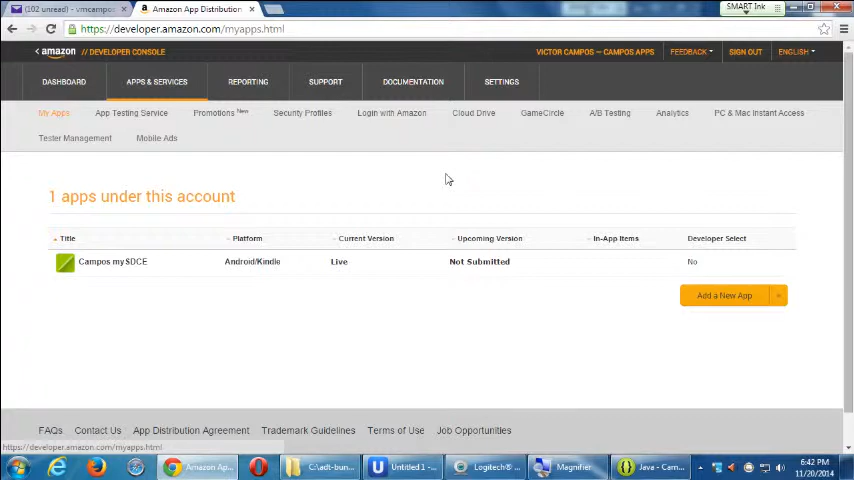 (102 unread) - vmcampos
Amazon App Distribution
SMART Ink
https://developer.amazon.com/myapps.html
amazon // DEVELOPER CONSOLE
VICTOR CAMPOS — CAMPOS APPS
FEEDBACK
SIGN OUT
ENGLISH
DASHBOARD
APPS & SERVICES
REPORTING
SUPPORT
DOCUMENTATION
SETTINGS
My Apps
App Testing Service
Promotions New
Security Profiles
Login with Amazon
Cloud Drive
GameCircle
A/B Testing
Analytics
PC & Mac Instant Access
Tester Management
Mobile Ads
1 apps under this account
Title
Platform
Current Version
Upcoming Version
In-App Items
Developer Select
Campos mySDCE
Android/Kindle
Live
Not Submitted
No
Add a New App
FAQs
Contact Us
App Distribution Agreement
Trademark Guidelines
Terms of Use
Job Opportunities
https://developer.amazon.com/myapps.html
Amazon Ap...
C:\adt-bun...
Untitled 1 -...
Logitech® ...
Magnifier
Java - Cam...
6:42 PM
11/20/2014